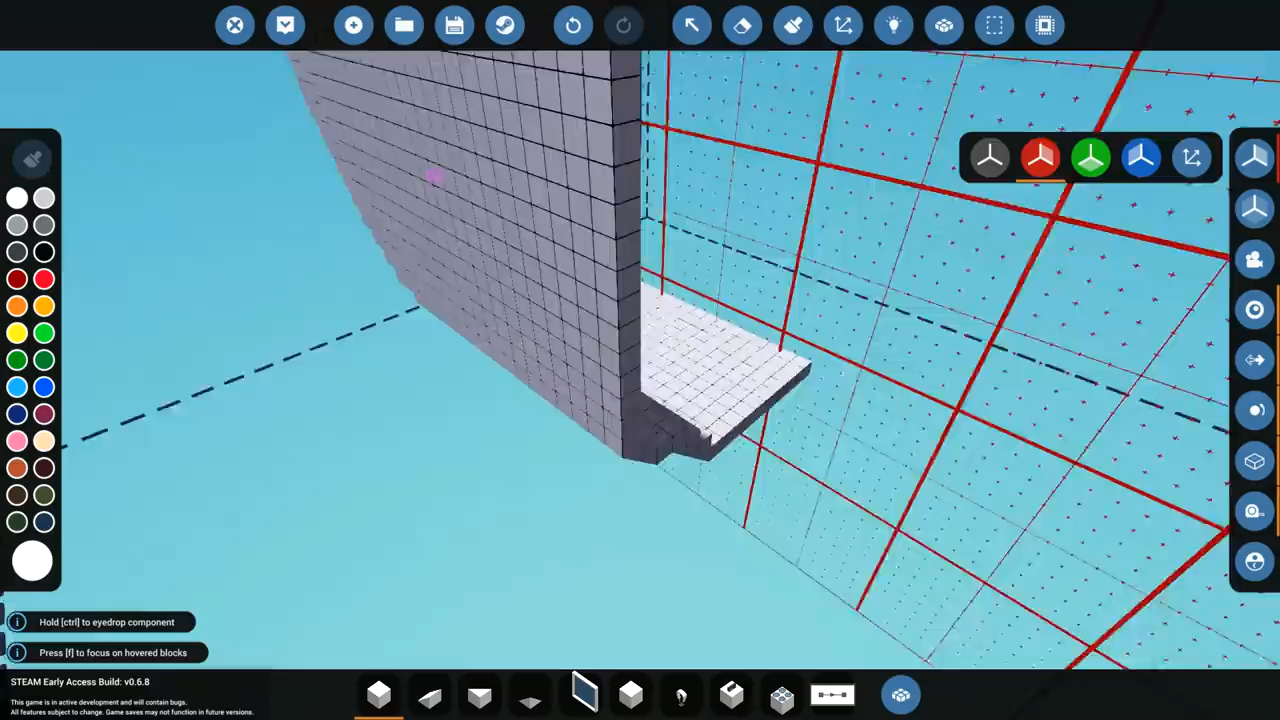 Hold [ctrl] to eyedrop component
Press [f] to focus on hovered blocks
STEAM Early Access Build: v0.6.8
This game is in active development and will contain bugs.
All features subject to change. Game saves may not function in future versions.